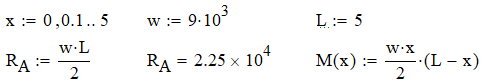 x := 0 , 0.1 .. 5 w := 9·10³ L := 5
R_A := w·L/2 R_A = 2.25 × 10⁴ M(x) := w·x/2 ·(L − x)